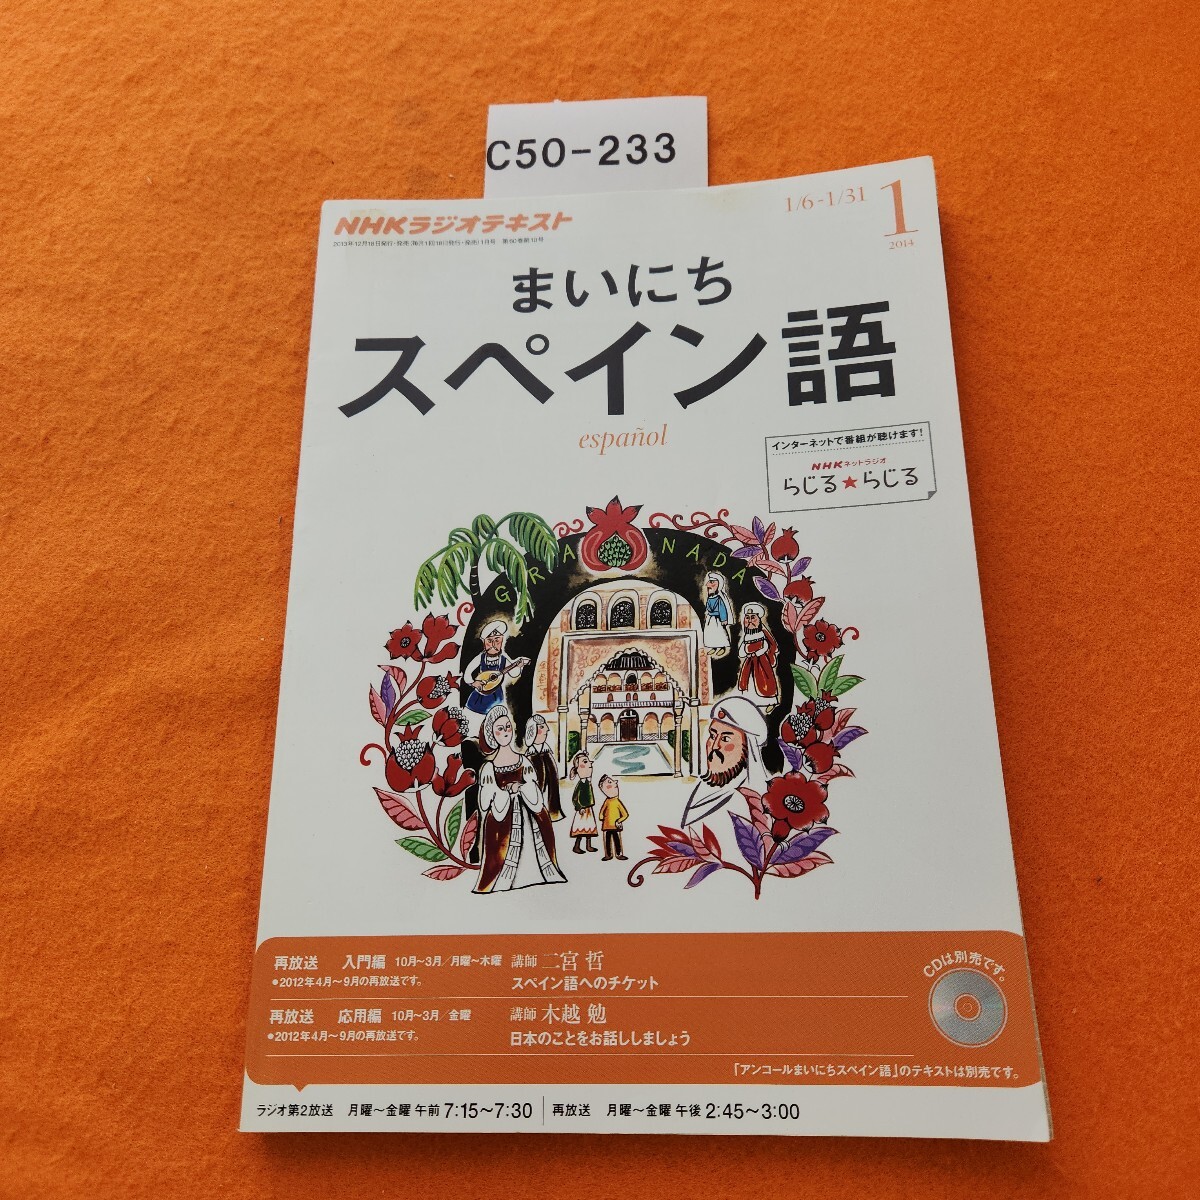 C50-233
NHKラジオテキスト
1/6-1/31 1
2014
まいにち
スペイン語
español
インターネットで番組が聴けます!
NHKネットラジオ
らじる★らじる
GRANADA
再放送 入門編 10月〜3月/月曜〜木曜 講師 二宮 哲
●2012年4月〜9月の再放送です。 スペイン語へのチケット
再放送 応用編 10月〜3月/金曜 講師 木越 勉
●2012年4月〜9月の再放送です。 日本のことをお話ししましょう
CDは別売です。
「アンコールまいにちスペイン語」のテキストは別売です。
ラジオ第2放送 月曜〜金曜 午前 7:15〜7:30 再放送 月曜〜金曜 午後 2:45〜3:00